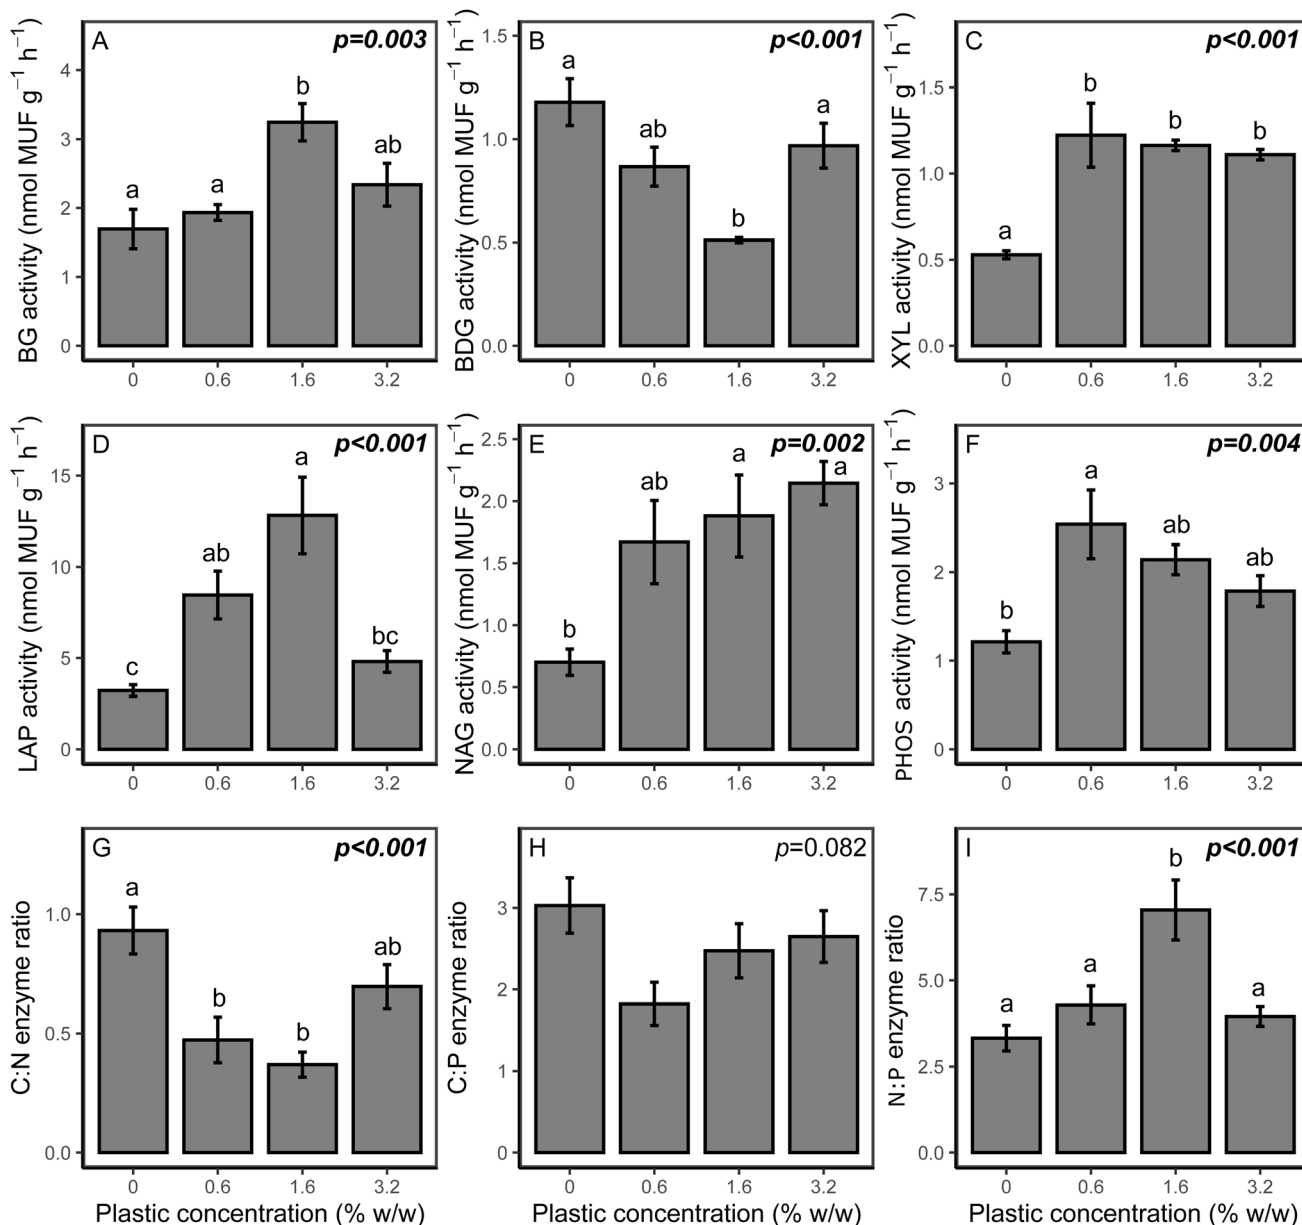 A
p=0.003
BG activity (nmol MUF g⁻¹ h⁻¹)
4
3
2
1
0
a
a
b
ab
0 0.6 1.6 3.2
B
p<0.001
BDG activity (nmol MUF g⁻¹ h⁻¹)
1.5
1.0
0.5
0.0
a
ab
b
a
0 0.6 1.6 3.2
C
p<0.001
XYL activity (nmol MUF g⁻¹ h⁻¹)
1.5
1.0
0.5
0.0
a
b
b
b
0 0.6 1.6 3.2
D
p<0.001
LAP activity (nmol MUF g⁻¹ h⁻¹)
15
10
5
0
c
ab
a
bc
0 0.6 1.6 3.2
E
p=0.002
NAG activity (nmol MUF g⁻¹ h⁻¹)
2.5
2.0
1.5
1.0
0.5
0.0
b
ab
a
a
0 0.6 1.6 3.2
F
p=0.004
PHOS activity (nmol MUF g⁻¹ h⁻¹)
3
2
1
0
b
a
ab
ab
0 0.6 1.6 3.2
G
p<0.001
C:N enzyme ratio
1.0
0.5
0.0
a
b
b
ab
0 0.6 1.6 3.2
Plastic concentration (% w/w)
H
p=0.082
C:P enzyme ratio
3
2
1
0
0 0.6 1.6 3.2
Plastic concentration (% w/w)
I
p<0.001
N:P enzyme ratio
7.5
5.0
2.5
0.0
a
a
b
a
0 0.6 1.6 3.2
Plastic concentration (% w/w)